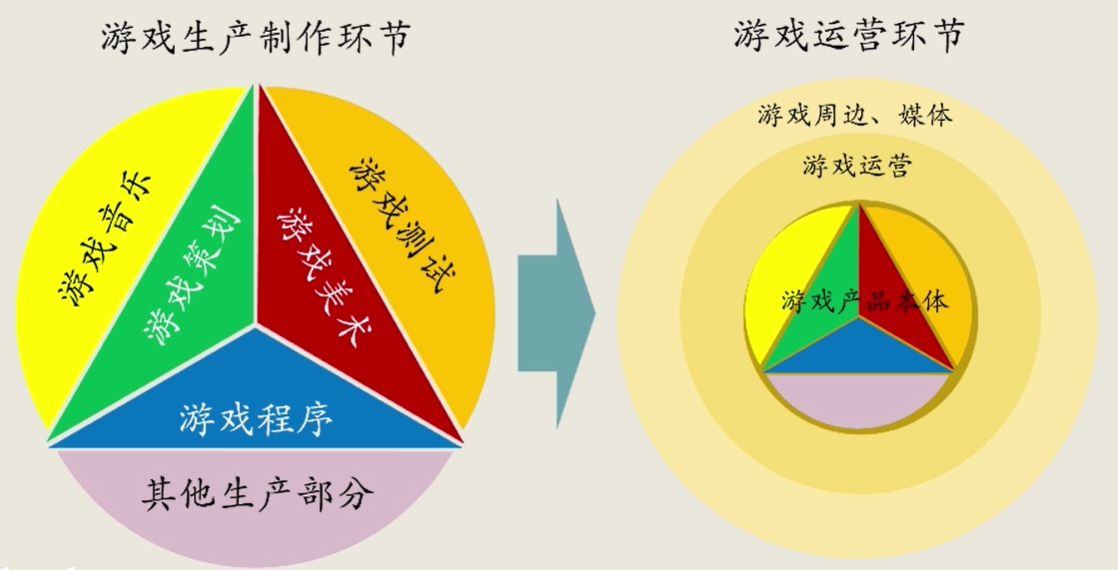 游戏生产制作环节
游戏运营环节
游戏音乐
游戏策划
游戏美术
游戏测试
游戏程序
其他生产部分
游戏周边、媒体
游戏运营
游戏产品本体